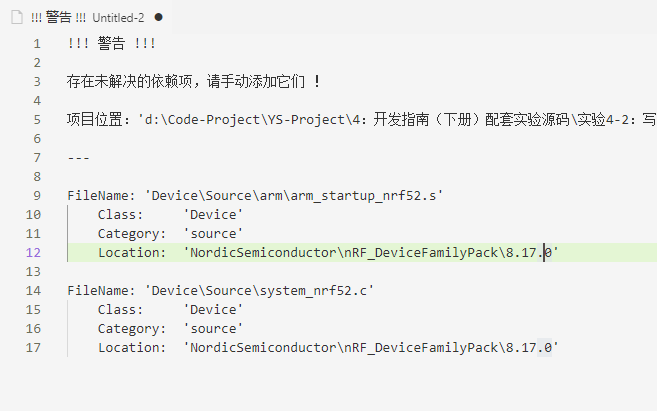 !!! 警告 !!! Untitled-2
1 !!! 警告 !!!
2
3 存在未解决的依赖项，请手动添加它们 !
4
5 项目位置: 'd:\Code-Project\YS-Project\4：开发指南（下册）配套实验源码\实验4-2：写
6
7 ---
8
9 FileName: 'Device\Source\arm\arm_startup_nrf52.s'
10 Class: 'Device'
11 Category: 'source'
12 Location: 'NordicSemiconductor\nRF_DeviceFamilyPack\8.17.0'
13
14 FileName: 'Device\Source\system_nrf52.c'
15 Class: 'Device'
16 Category: 'source'
17 Location: 'NordicSemiconductor\nRF_DeviceFamilyPack\8.17.0'